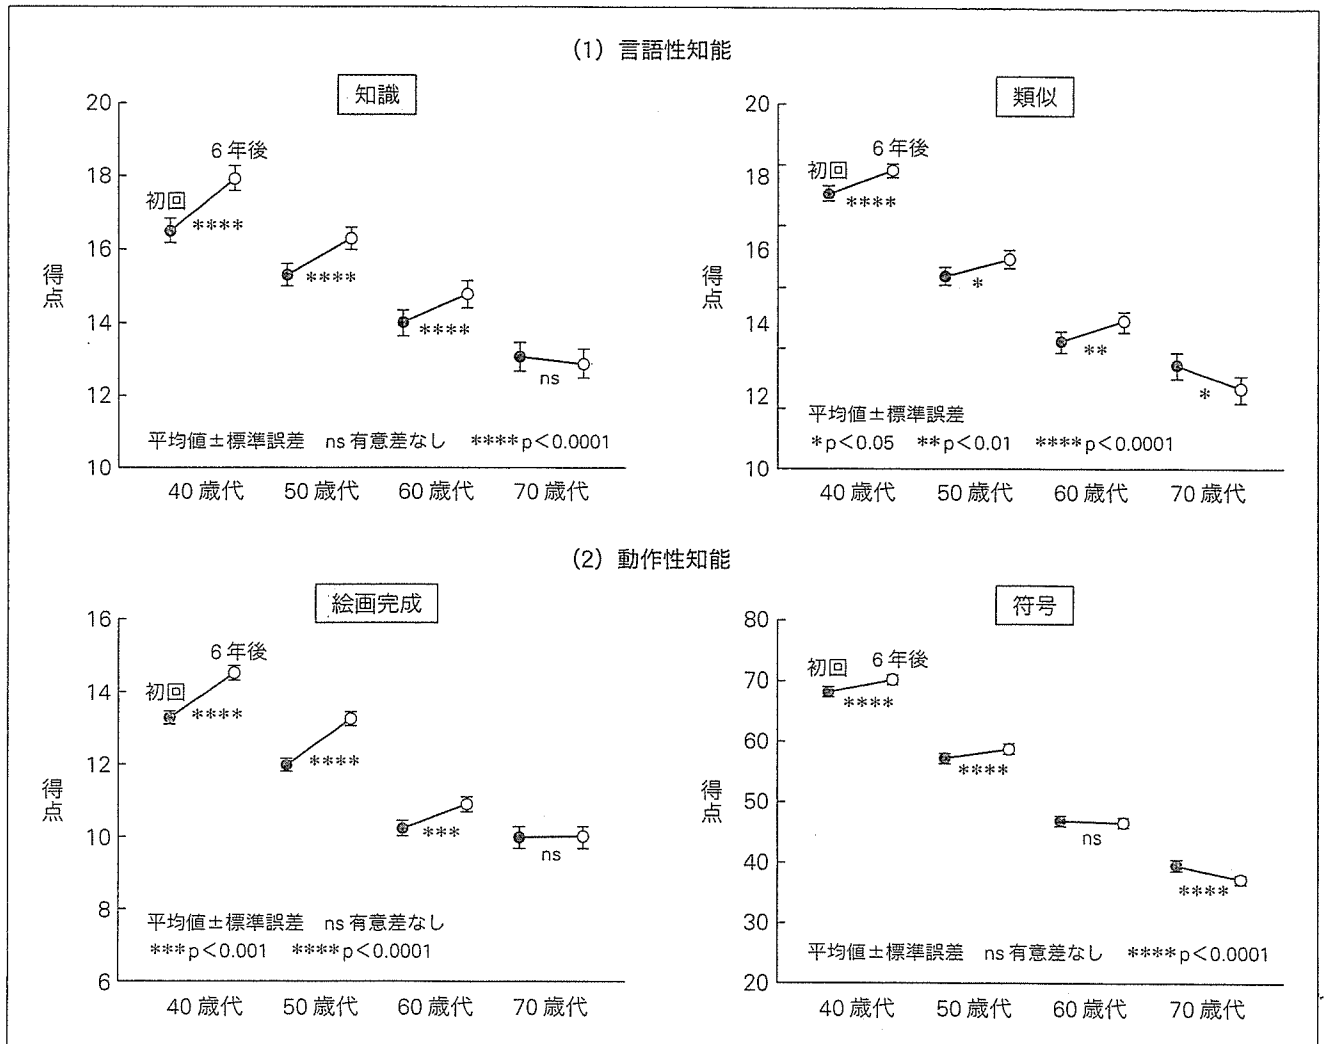 (1) 言語性知能
知識
20
18
16
14
12
10
得点
初回
6年後
****
****
****
ns
平均値±標準誤差 ns 有意差なし ****p<0.0001
40歳代 50歳代 60歳代 70歳代
類似
20
18
16
14
12
10
得点
初回
6年後
****
*
**
*
平均値±標準誤差
*p<0.05 **p<0.01 ****p<0.0001
40歳代 50歳代 60歳代 70歳代
(2) 動作性知能
絵画完成
16
14
12
10
8
6
得点
初回
6年後
****
****
***
ns
平均値±標準誤差 ns 有意差なし
***p<0.001 ****p<0.0001
40歳代 50歳代 60歳代 70歳代
符号
80
70
60
50
40
30
20
得点
初回
6年後
****
****
ns
****
平均値±標準誤差 ns 有意差なし ****p<0.0001
40歳代 50歳代 60歳代 70歳代